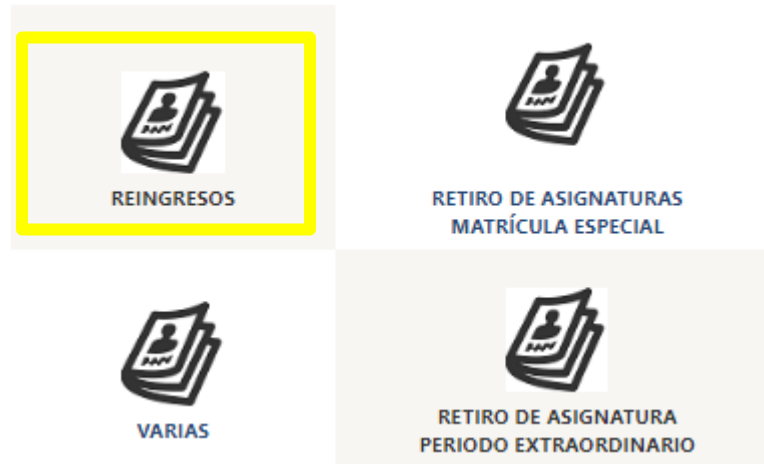 REINGRESOS
RETIRO DE ASIGNATURAS
MATRÍCULA ESPECIAL
VARIAS
RETIRO DE ASIGNATURA
PERIODO EXTRAORDINARIO